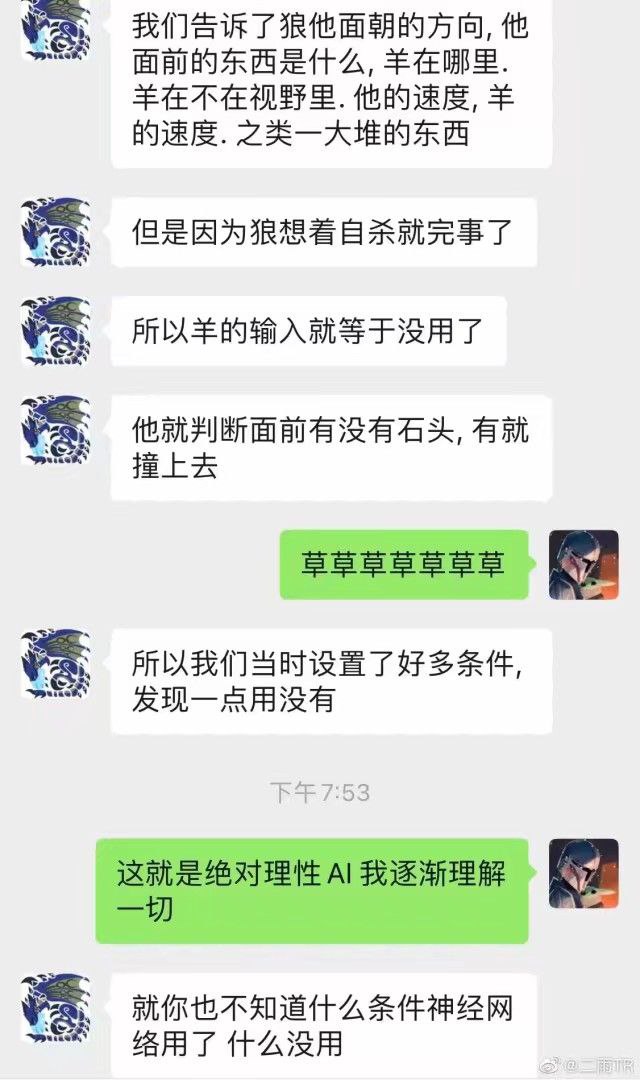 我们告诉了狼他面朝的方向, 他
面前的东西是什么, 羊在哪里.
羊在不在视野里. 他的速度, 羊
的速度. 之类一大堆的东西
但是因为狼想着自杀就完事了
所以羊的输入就等于没用了
他就判断面前有没有石头, 有就
撞上去
草草草草草草草
所以我们当时设置了好多条件,
发现一点用没有
下午 7:53
这就是绝对理性 AI 我逐渐理解
一切
就你也不知道什么条件神经网
络用了 什么没用
@二雨TR